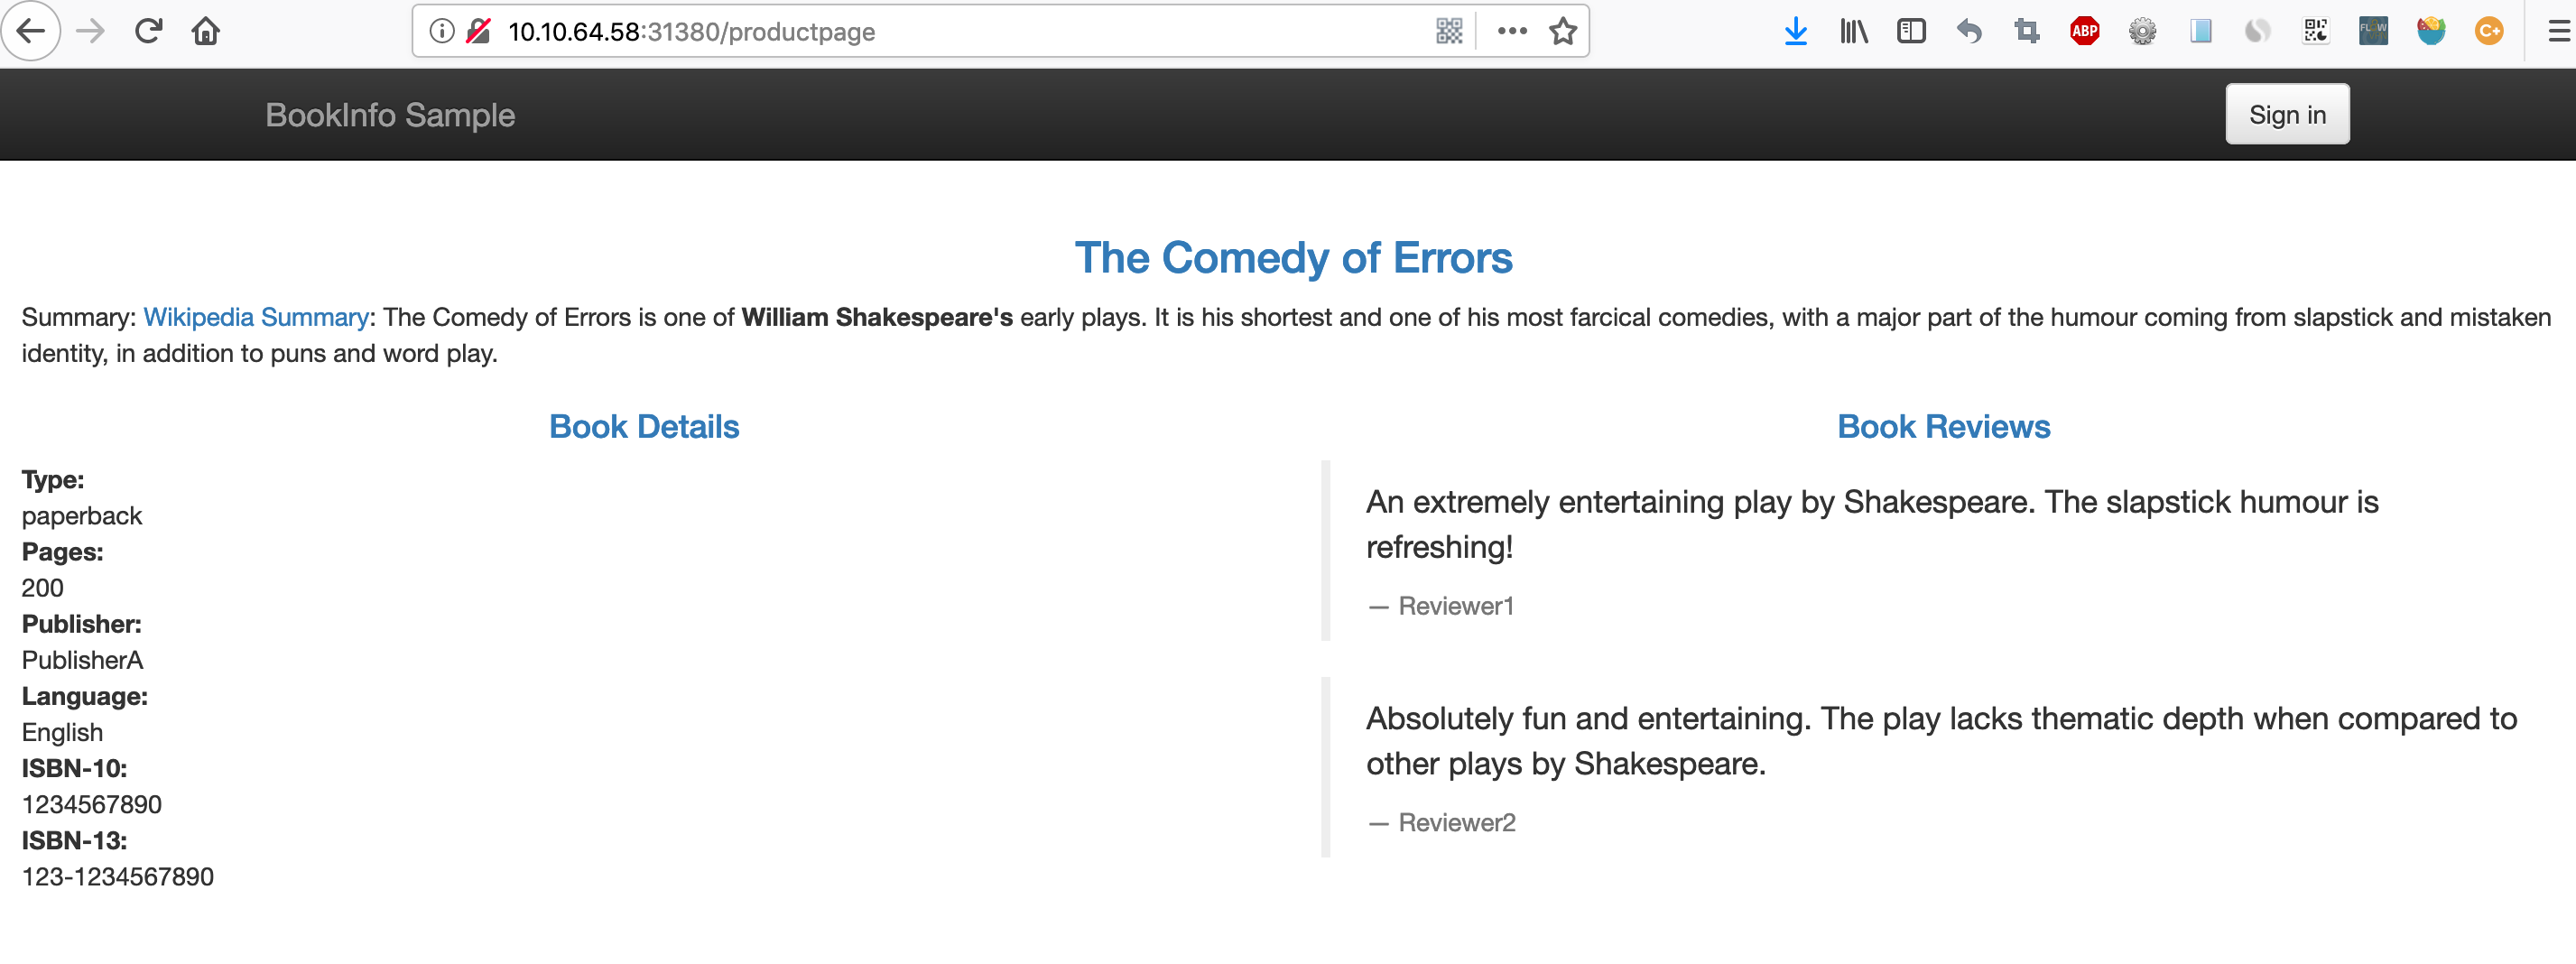 10.10.64.58:31380/productpage
ABP
FLOW
C+
BookInfo Sample
Sign in
The Comedy of Errors
Summary: Wikipedia Summary: The Comedy of Errors is one of William Shakespeare's early plays. It is his shortest and one of his most farcical comedies, with a major part of the humour coming from slapstick and mistaken
identity, in addition to puns and word play.
Book Details
Type:
paperback
Pages:
200
Publisher:
PublisherA
Language:
English
ISBN-10:
1234567890
ISBN-13:
123-1234567890
Book Reviews
An extremely entertaining play by Shakespeare. The slapstick humour is
refreshing!
— Reviewer1
Absolutely fun and entertaining. The play lacks thematic depth when compared to
other plays by Shakespeare.
— Reviewer2